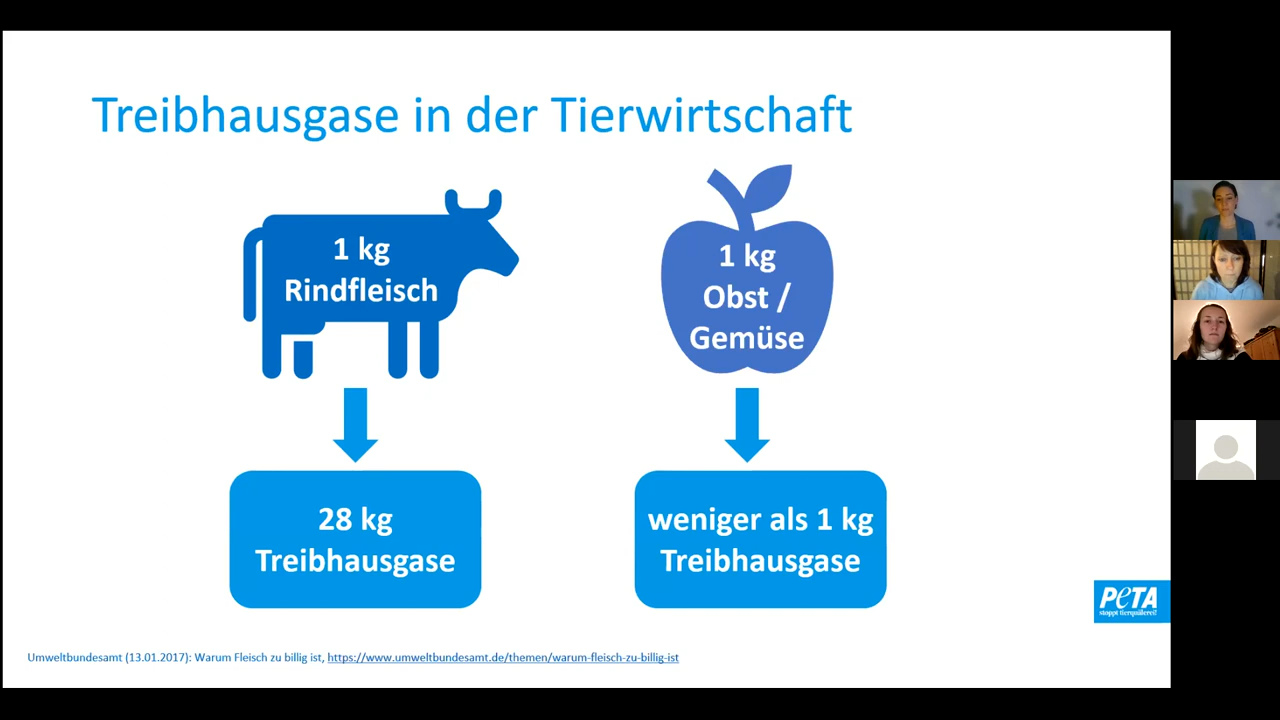 Treibhausgase in der Tierwirtschaft
1 kg
Rindfleisch
1 kg
Obst /
Gemüse
28 kg
Treibhausgase
weniger als 1 kg
Treibhausgase
PeTA
stoppt tierquälerei!
Umweltbundesamt (13.01.2017): Warum Fleisch zu billig ist, https://www.umweltbundesamt.de/themen/warum-fleisch-zu-billig-ist